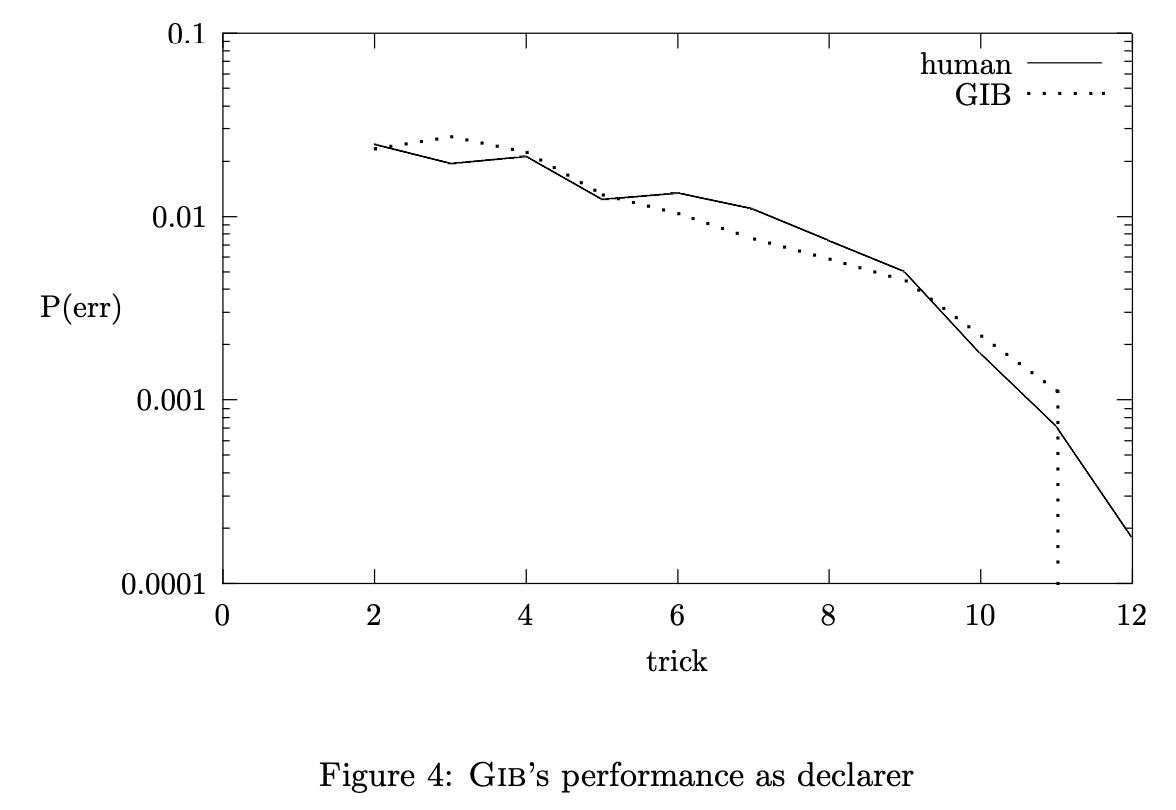 0.1
human
GIB
0.01
P(err)
0.001
0.0001
0 2 4 6 8 10 12
trick
Figure 4: GIB's performance as declarer